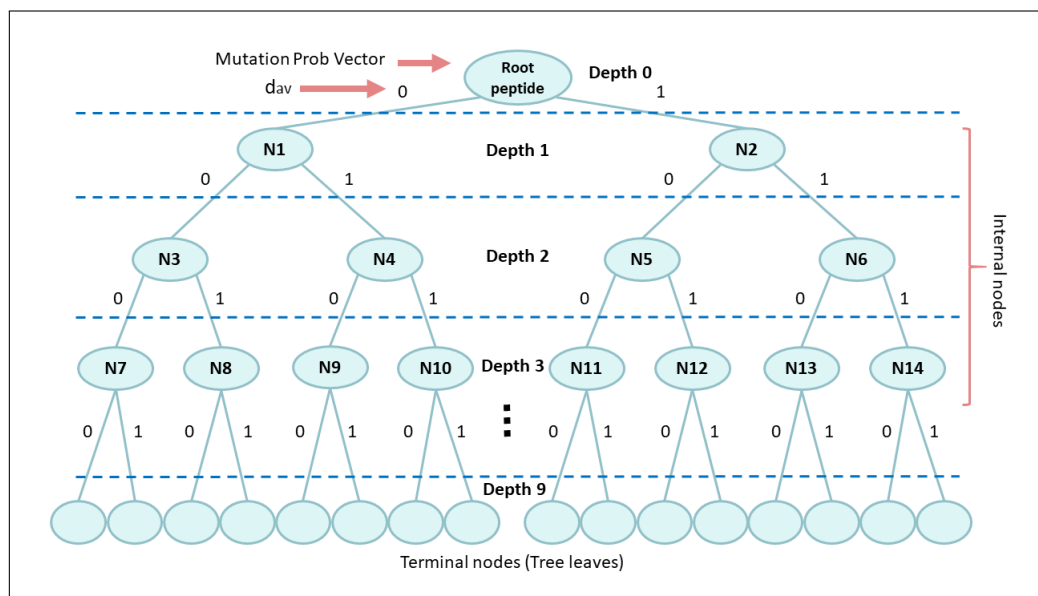 Mutation Prob Vector
Root
peptide
Depth 0
dav
0
1
N1
Depth 1
N2
0
1
0
1
N3
N4
Depth 2
N5
N6
Internal nodes
0
1
0
1
0
1
0
1
N7
N8
N9
N10
Depth 3
N11
N12
N13
N14
0
1
0
1
0
1
0
1
0
1
0
1
0
1
0
1
Depth 9
Terminal nodes (Tree leaves)